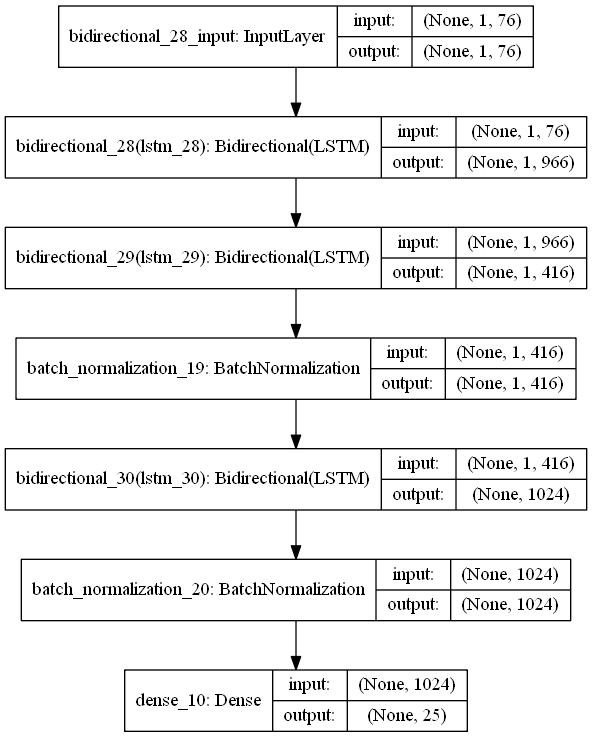 bidirectional_28_input: InputLayer
input:
(None, 1, 76)
output:
(None, 1, 76)
bidirectional_28(lstm_28): Bidirectional(LSTM)
input:
(None, 1, 76)
output:
(None, 1, 966)
bidirectional_29(lstm_29): Bidirectional(LSTM)
input:
(None, 1, 966)
output:
(None, 1, 416)
batch_normalization_19: BatchNormalization
input:
(None, 1, 416)
output:
(None, 1, 416)
bidirectional_30(lstm_30): Bidirectional(LSTM)
input:
(None, 1, 416)
output:
(None, 1024)
batch_normalization_20: BatchNormalization
input:
(None, 1024)
output:
(None, 1024)
dense_10: Dense
input:
(None, 1024)
output:
(None, 25)